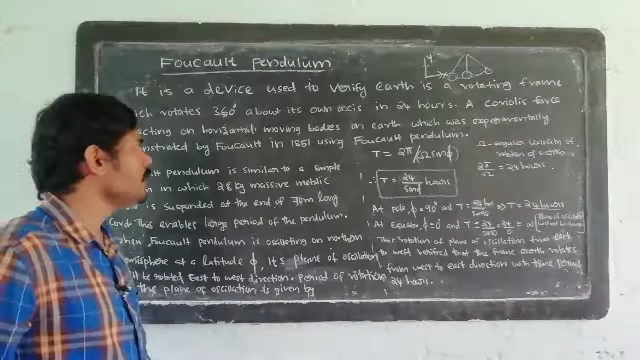 Foucault pendulum
It is a device used to verify Earth is a rotating frame
which rotates 360° about its own axis in 24 hours. A Coriolis force
acting on horizontal moving bodies on earth which was experimentally
demonstrated by Foucault in 1851 using Foucault pendulum.
pendulum is similar to a simple
in which 28 kg massive metalic
is suspended at the end of 70m long
Cord. This enables large period of the pendulum.
When Foucault pendulum is oscillating on northern
hemisphere at a latitude ϕ, its plane of oscillation
will be rotated East to west direction. Period of rotation
the plane of oscillation is given by
T = 2π/Ω sinϕ
∴ T = 24/sinϕ hours
Ω - angular velocity of
rotation of earth
2π/Ω = 24 hours
At pole, ϕ = 90° and T = 24 hours
At equator, ϕ = 0° and T = 24/sin0 = 24/0 = ∞
The rotation of plane of oscillation from East
to west verified that the frame earth rotates
from west to east direction with time period
24 hours.